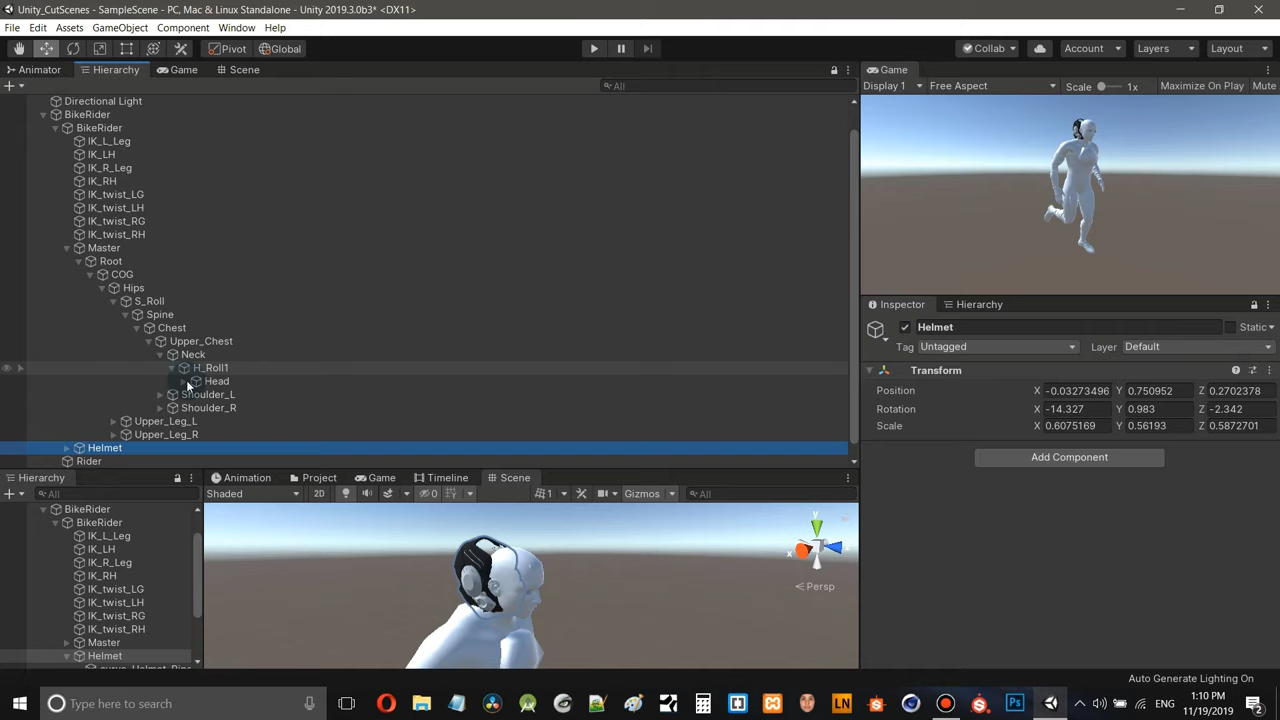 Unity_CutScenes - SampleScene - PC, Mac & Linux Standalone - Unity 2019.3.0b3* <DX11>
File Edit Assets GameObject Component Window Help
Pivot Global Collab Account Layers Layout
Animator Hierarchy Game Scene
All
Directional Light
BikeRider
BikeRider
IK_L_Leg
IK_LH
IK_R_Leg
IK_RH
IK_twist_LG
IK_twist_LH
IK_twist_RG
IK_twist_RH
Master
Root
COG
Hips
S_Roll
Spine
Chest
Upper_Chest
Neck
H_Roll1
Head
Shoulder_L
Shoulder_R
Upper_Leg_L
Upper_Leg_R
Helmet
Rider
Game
Display 1 Free Aspect Scale 1x Maximize On Play Mute
Inspector Hierarchy
Helmet Static
Tag Untagged Layer Default
Transform
Position X -0.03273496 Y 0.750952 Z 0.2702378
Rotation X -14.327 Y 0.983 Z -2.342
Scale X 0.6075169 Y 0.56193 Z 0.5872701
Add Component
Hierarchy
All
BikeRider
BikeRider
IK_L_Leg
IK_LH
IK_R_Leg
IK_RH
IK_twist_LG
IK_twist_LH
IK_twist_RG
IK_twist_RH
Master
Helmet
Animation Project Game Timeline Scene
Shaded 2D 0 Gizmos All
y
x
Persp
Auto Generate Lighting On
Type here to search
LN
Ps
ENG
1:10 PM
11/19/2019
2